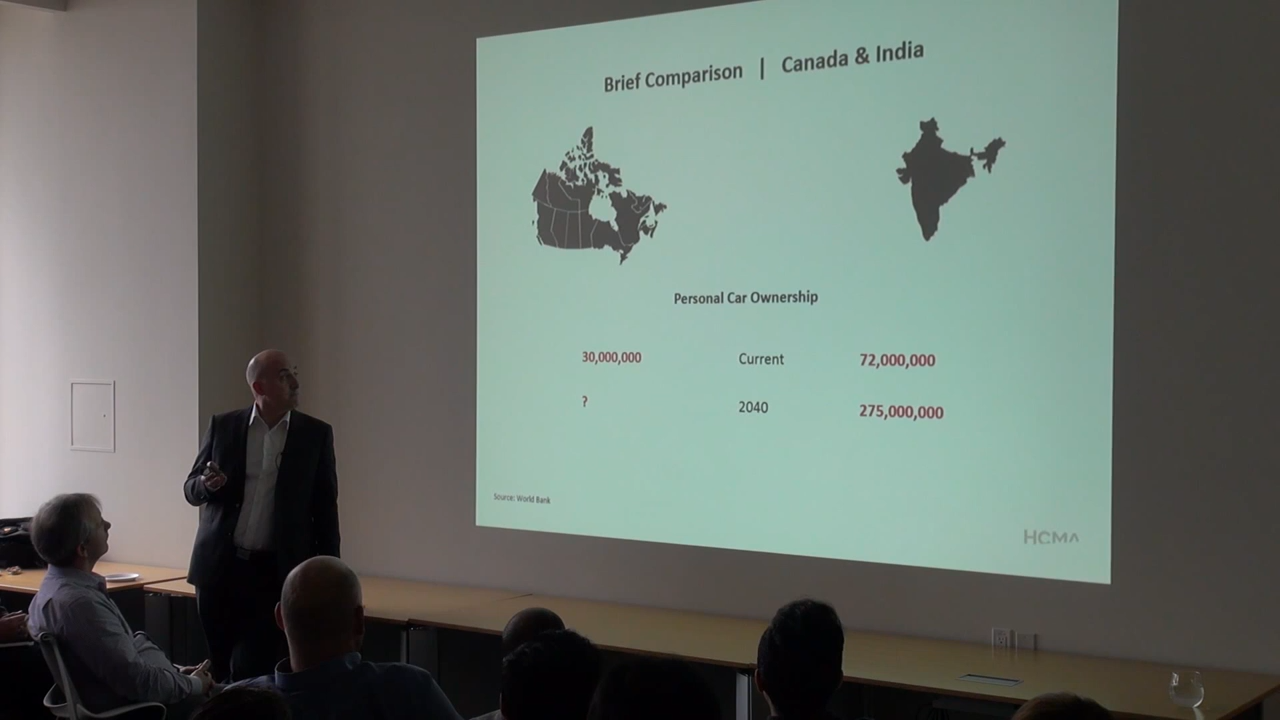 Brief Comparison | Canada & India
Personal Car Ownership
30,000,000 Current 72,000,000
? 2040 275,000,000
Source: World Bank
HCMA